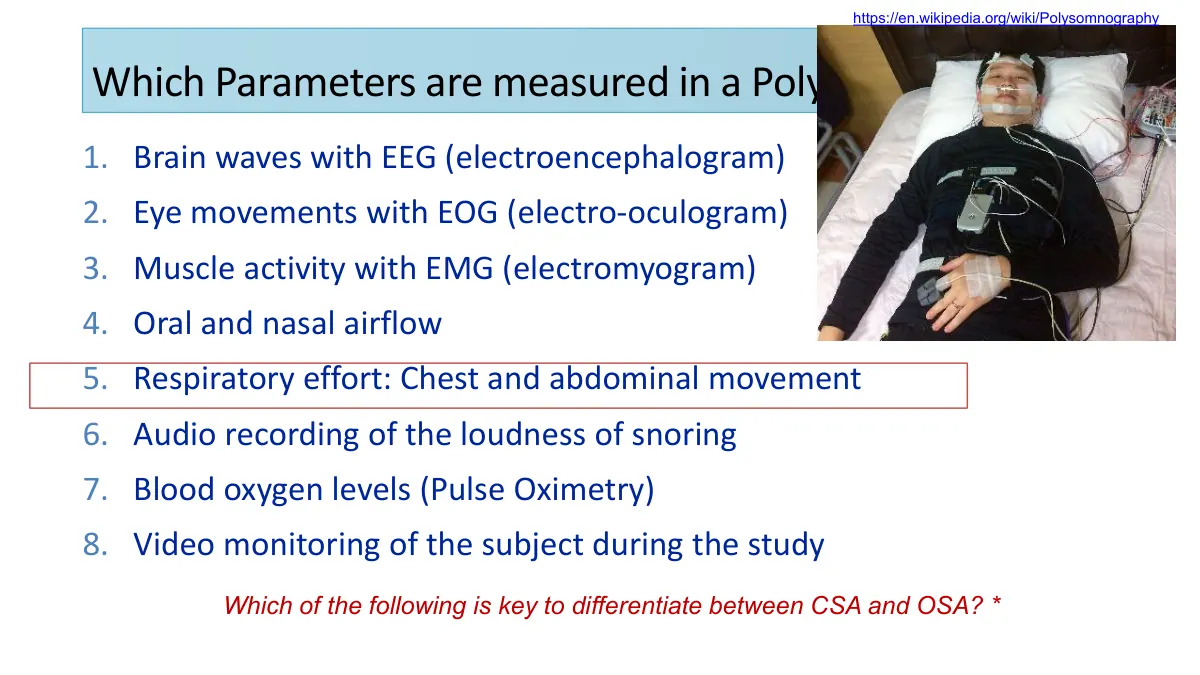 https://en.wikipedia.org/wiki/Polysomnography
Which Parameters are measured in a Poly
1. Brain waves with EEG (electroencephalogram)
2. Eye movements with EOG (electro-oculogram)
3. Muscle activity with EMG (electromyogram)
4. Oral and nasal airflow
5. Respiratory effort: Chest and abdominal movement
6. Audio recording of the loudness of snoring
7. Blood oxygen levels (Pulse Oximetry)
8. Video monitoring of the subject during the study
Which of the following is key to differentiate between CSA and OSA? *